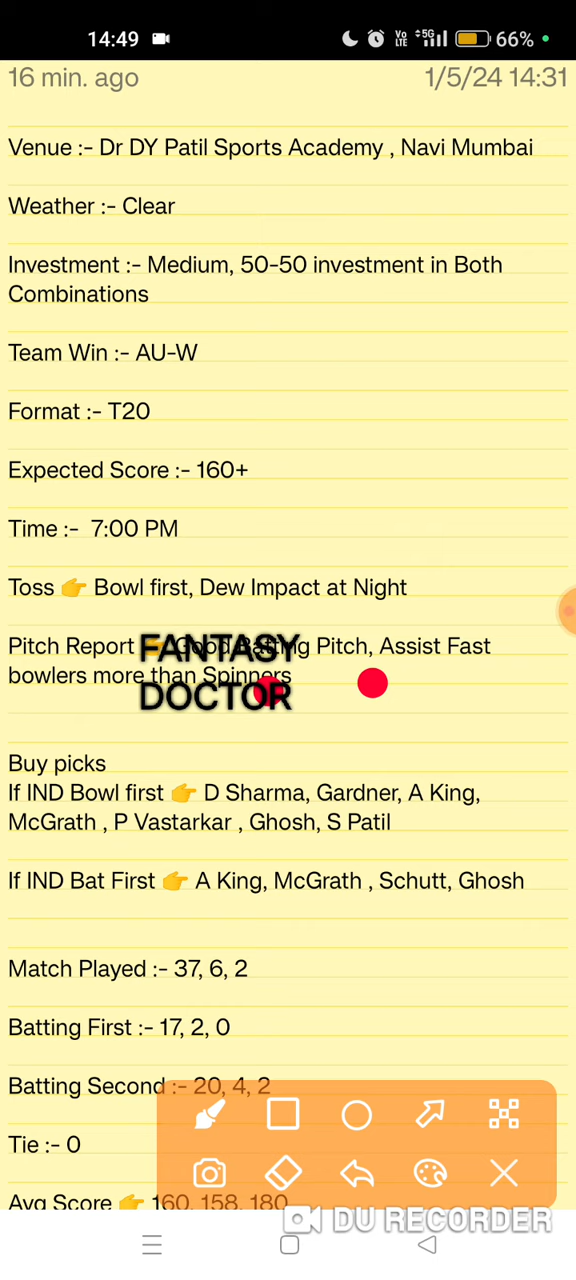 14:49 Vo LTE 5G 66%
16 min. ago 1/5/24 14:31
Venue :- Dr DY Patil Sports Academy , Navi Mumbai
Weather :- Clear
Investment :- Medium, 50-50 investment in Both
Combinations
Team Win :- AU-W
Format :- T20
Expected Score :- 160+
Time :- 7:00 PM
Toss 👉 Bowl first, Dew Impact at Night
Pitch Report 👉 Good Batting Pitch, Assist Fast
bowlers more than Spinners
FANTASY
DOCTOR
Buy picks
If IND Bowl first 👉 D Sharma, Gardner, A King,
McGrath , P Vastarkar , Ghosh, S Patil
If IND Bat First 👉 A King, McGrath , Schutt, Ghosh
Match Played :- 37, 6, 2
Batting First :- 17, 2, 0
Batting Second :- 20, 4, 2
Tie :- 0
Avg Score 👉 160, 158, 180
DU RECORDER